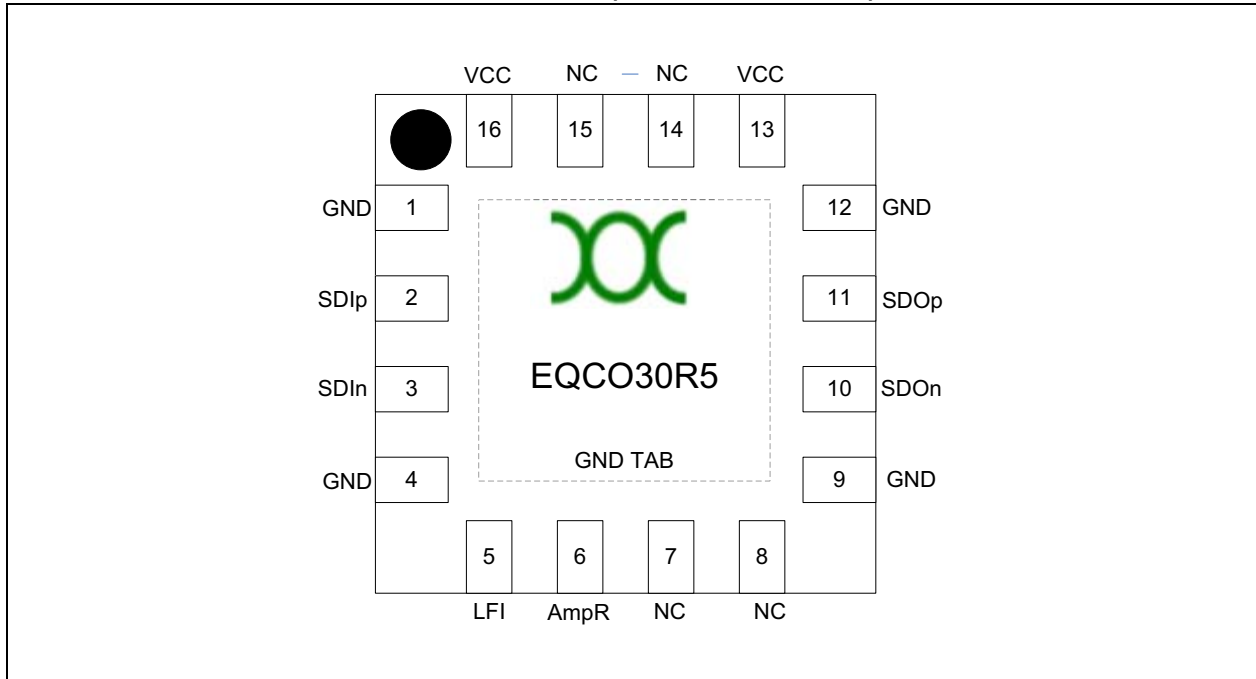 VCC NC NC VCC
16 15 14 13
GND 1 12 GND
SDIp 2 11 SDOp
EQCO30R5
SDIn 3 10 SDOn
GND TAB
GND 4 9 GND
5 6 7 8
LFI AmpR NC NC